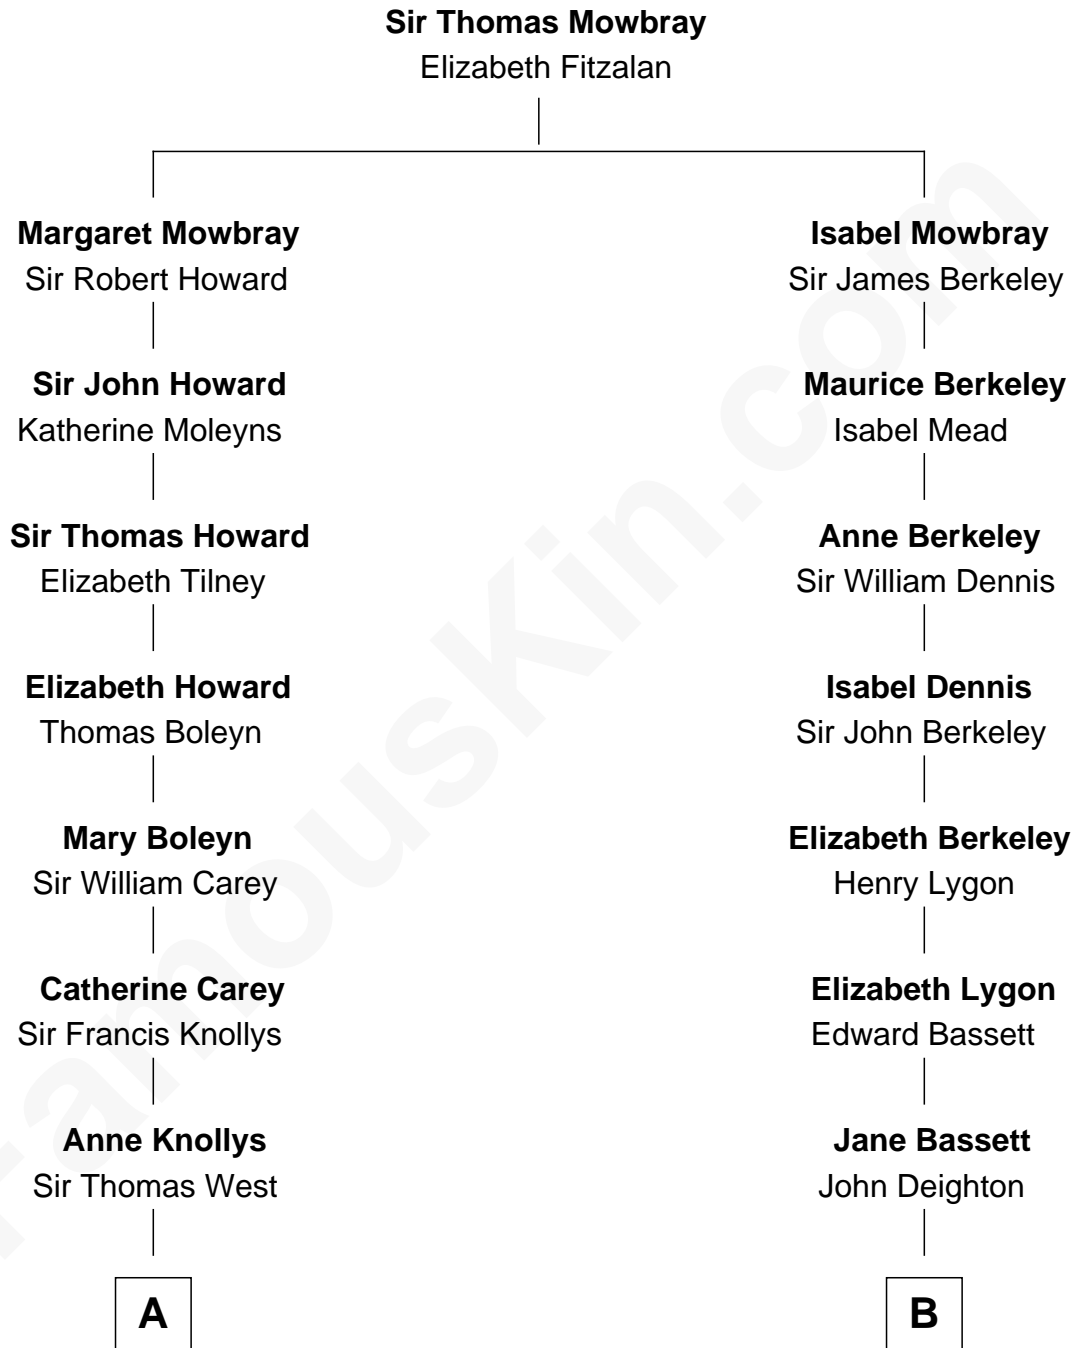 Sir Thomas Mowbray
Elizabeth Fitzalan
Margaret Mowbray
Sir Robert Howard
Isabel Mowbray
Sir James Berkeley
Sir John Howard
Katherine Moleyns
Maurice Berkeley
Isabel Mead
Sir Thomas Howard
Elizabeth Tilney
Anne Berkeley
Sir William Dennis
Elizabeth Howard
Thomas Boleyn
Isabel Dennis
Sir John Berkeley
Mary Boleyn
Sir William Carey
Elizabeth Berkeley
Henry Lygon
Catherine Carey
Sir Francis Knollys
Elizabeth Lygon
Edward Bassett
Anne Knollys
Sir Thomas West
Jane Bassett
John Deighton
A
B
FamousKin.com